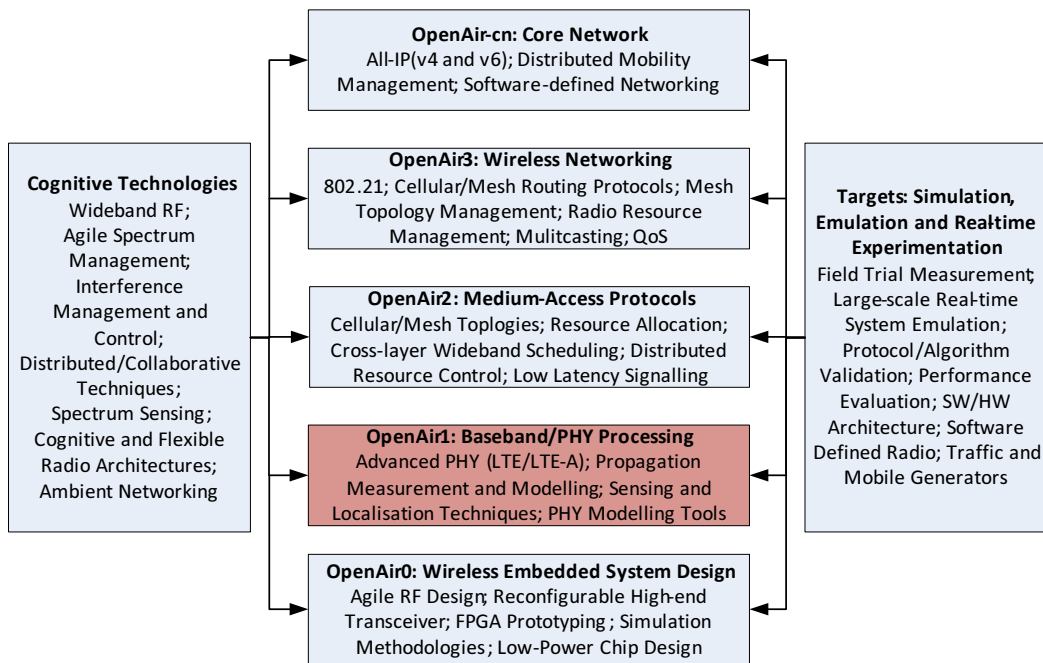 OpenAir-cn: Core Network
All-IP(v4 and v6); Distributed Mobility
Management; Software-defined Networking
Cognitive Technologies
Wideband RF;
Agile Spectrum
Management;
Interference
Management and
Control;
Distributed/Collaborative
Techniques;
Spectrum Sensing;
Cognitive and Flexible
Radio Architectures;
Ambient Networking
OpenAir3: Wireless Networking
802.21; Cellular/Mesh Routing Protocols; Mesh
Topology Management; Radio Resource
Management; Mulitcasting; QoS
OpenAir2: Medium-Access Protocols
Cellular/Mesh Toplogies; Resource Allocation;
Cross-layer Wideband Scheduling; Distributed
Resource Control; Low Latency Signalling
OpenAir1: Baseband/PHY Processing
Advanced PHY (LTE/LTE-A); Propagation
Measurement and Modelling; Sensing and
Localisation Techniques; PHY Modelling Tools
OpenAir0: Wireless Embedded System Design
Agile RF Design; Reconfigurable High-end
Transceiver; FPGA Prototyping; Simulation
Methodologies; Low-Power Chip Design
Targets: Simulation,
Emulation and Real-time
Experimentation
Field Trial Measurement;
Large-scale Real-time
System Emulation;
Protocol/Algorithm
Validation; Performance
Evaluation; SW/HW
Architecture; Software
Defined Radio; Traffic and
Mobile Generators